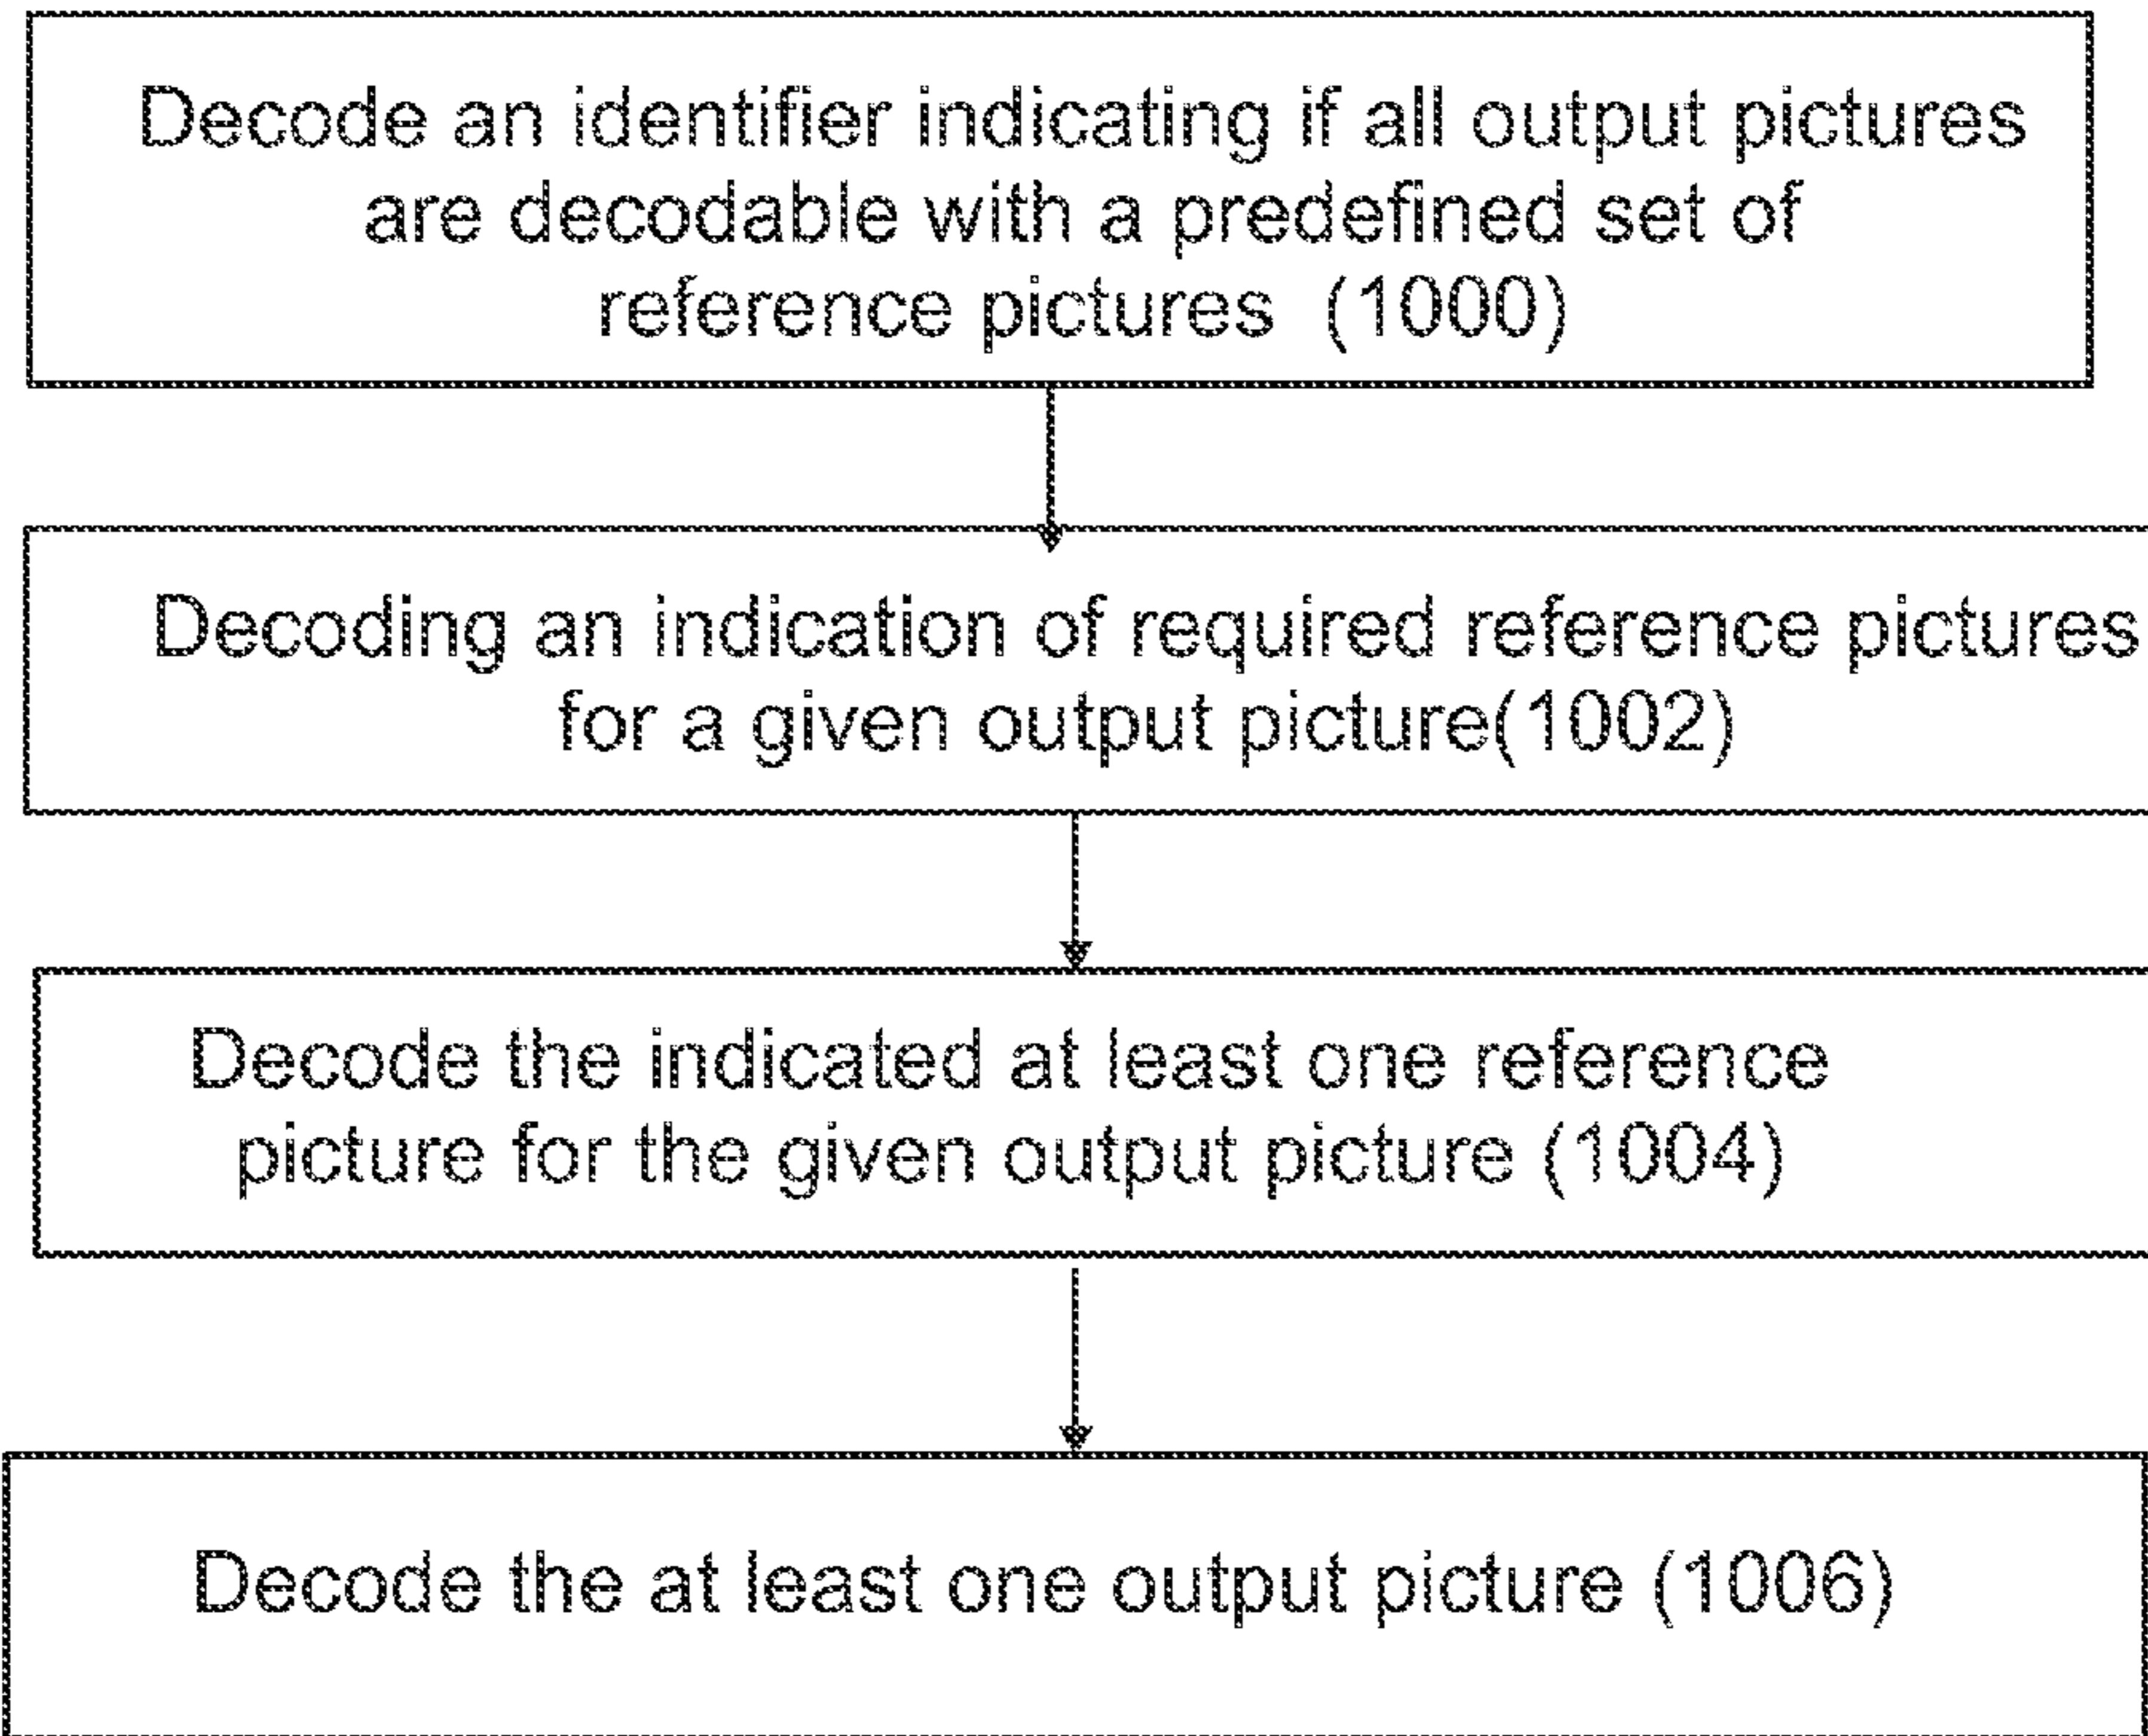 Decode an identifier indicating if all output pictures
are decodable with a predefined set of
reference pictures (1000)
Decoding an indication of required reference pictures
for a given output picture(1002)
Decode the indicated at least one reference
picture for the given output picture (1004)
Decode the at least one output picture (1006)